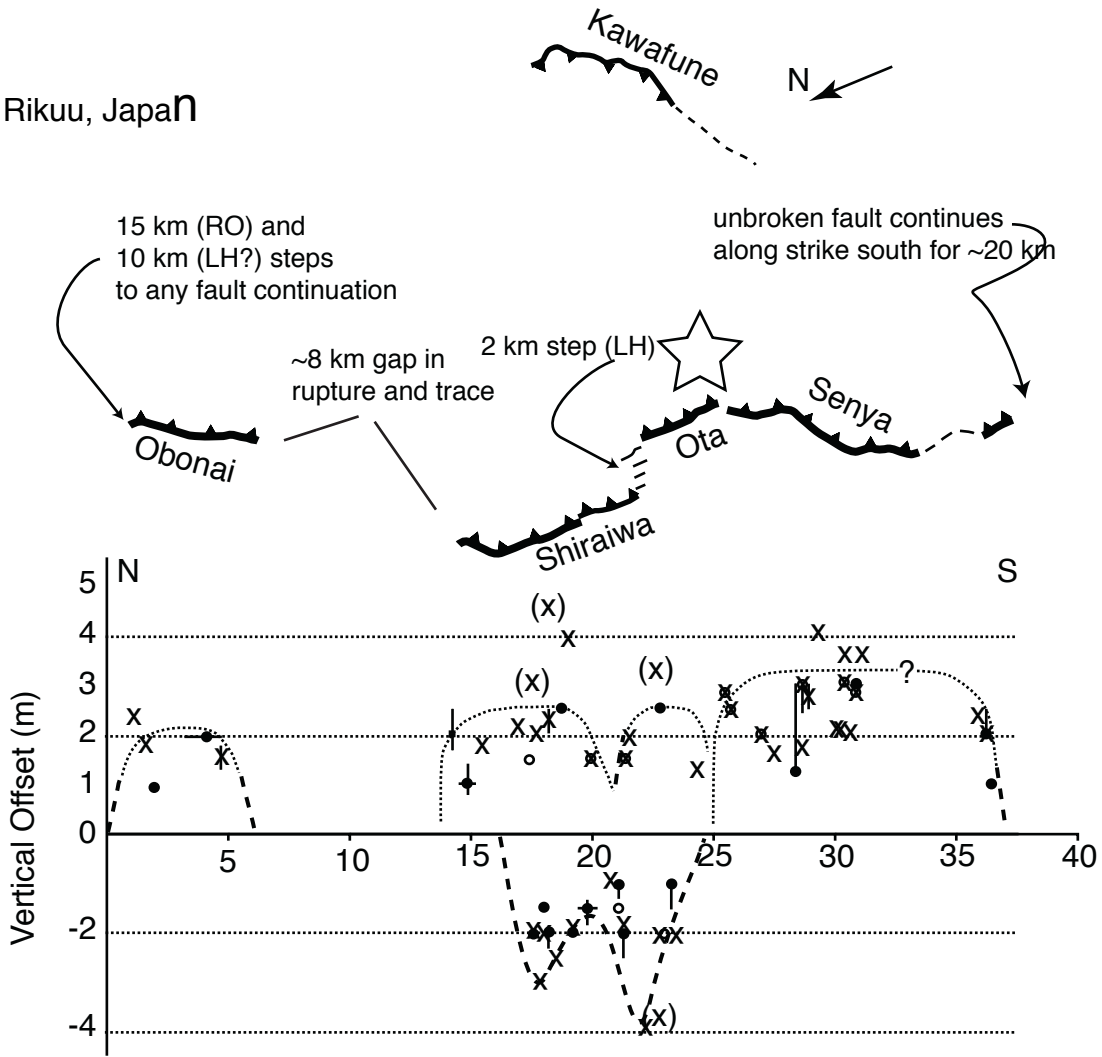 Kawafune
N
Rikuu, Japan
15 km (RO) and
10 km (LH?) steps
to any fault continuation
unbroken fault continues
along strike south for ~20 km
~8 km gap in
rupture and trace
2 km step (LH)
Senya
Ota
Obonai
Shiraiwa
N
S
Vertical Offset (m)
5
4
3
2
1
0
-2
-4
5
10
15
20
25
30
35
40
(x)
(x)
(x)
(x)
?